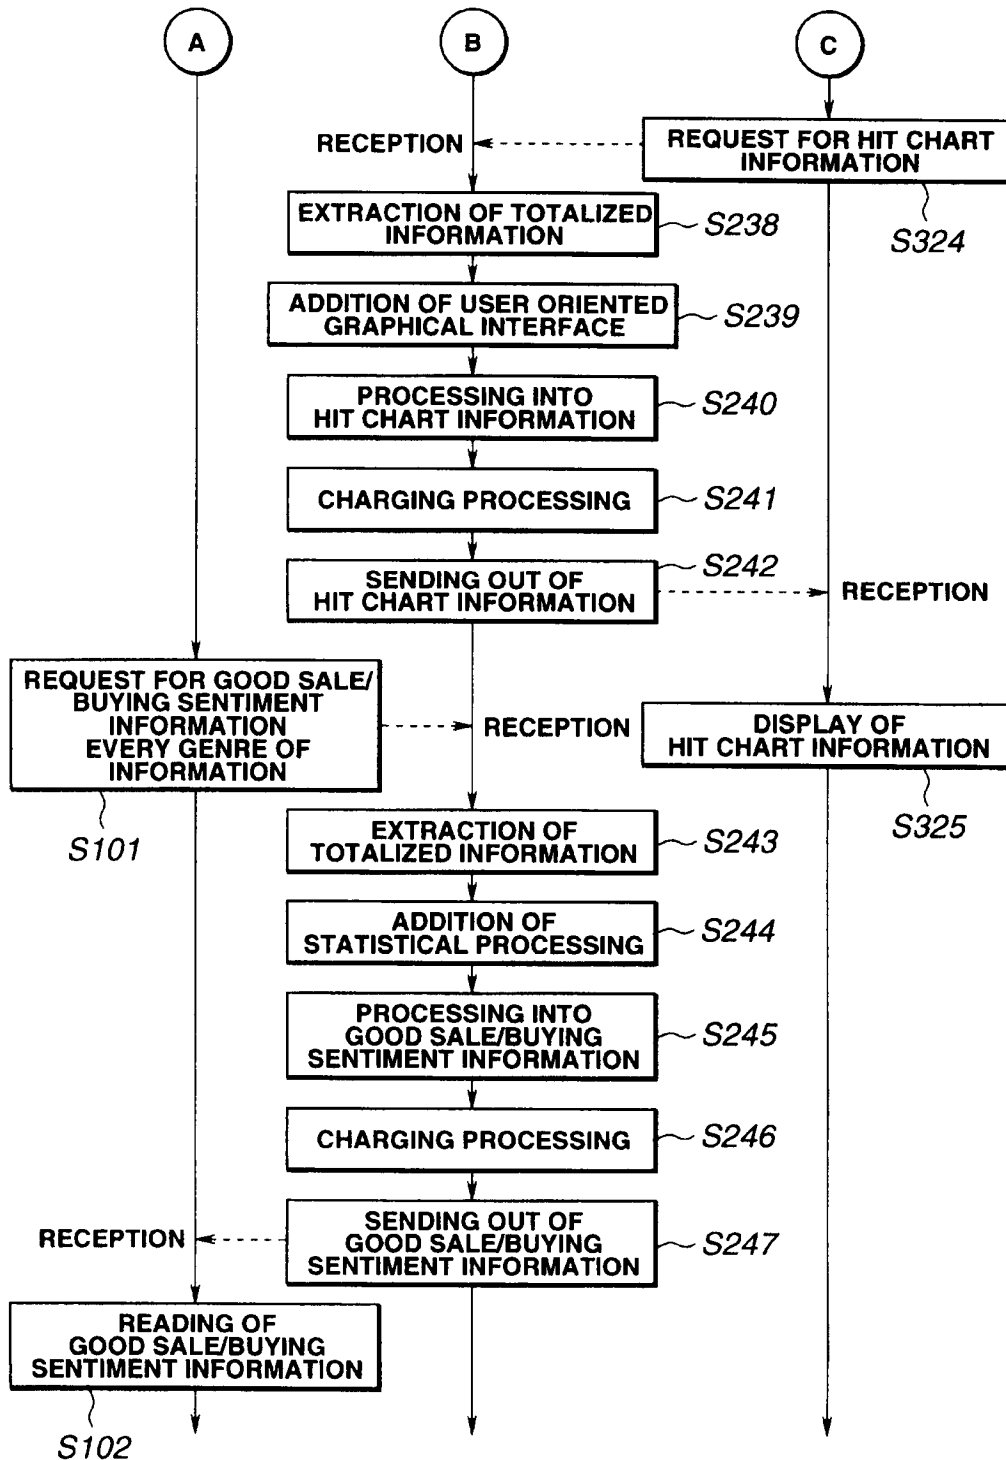 A
B
C
RECEPTION
REQUEST FOR HIT CHART
INFORMATION
S324
EXTRACTION OF TOTALIZED
INFORMATION
S238
ADDITION OF USER ORIENTED
GRAPHICAL INTERFACE
S239
PROCESSING INTO
HIT CHART INFORMATION
S240
CHARGING PROCESSING
S241
SENDING OUT OF
HIT CHART INFORMATION
S242
RECEPTION
REQUEST FOR GOOD SALE/
BUYING SENTIMENT
INFORMATION
EVERY GENRE OF
INFORMATION
S101
RECEPTION
DISPLAY OF
HIT CHART INFORMATION
S325
EXTRACTION OF
TOTALIZED INFORMATION
S243
ADDITION OF
STATISTICAL PROCESSING
S244
PROCESSING INTO
GOOD SALE/BUYING
SENTIMENT INFORMATION
S245
CHARGING PROCESSING
S246
SENDING OUT OF
GOOD SALE/BUYING
SENTIMENT INFORMATION
S247
RECEPTION
READING OF
GOOD SALE/BUYING
SENTIMENT INFORMATION
S102